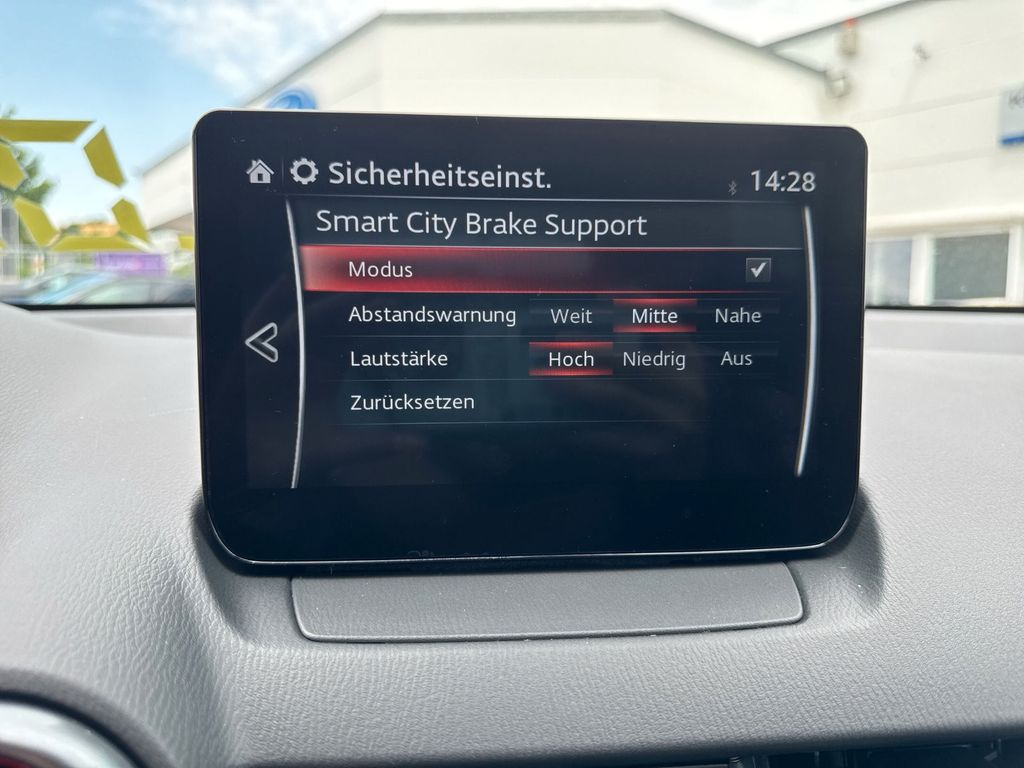 Sicherheitseinst. 14:28
Smart City Brake Support
Modus
Abstandswarnung Weit Mitte Nahe
Lautstärke Hoch Niedrig Aus
Zurücksetzen